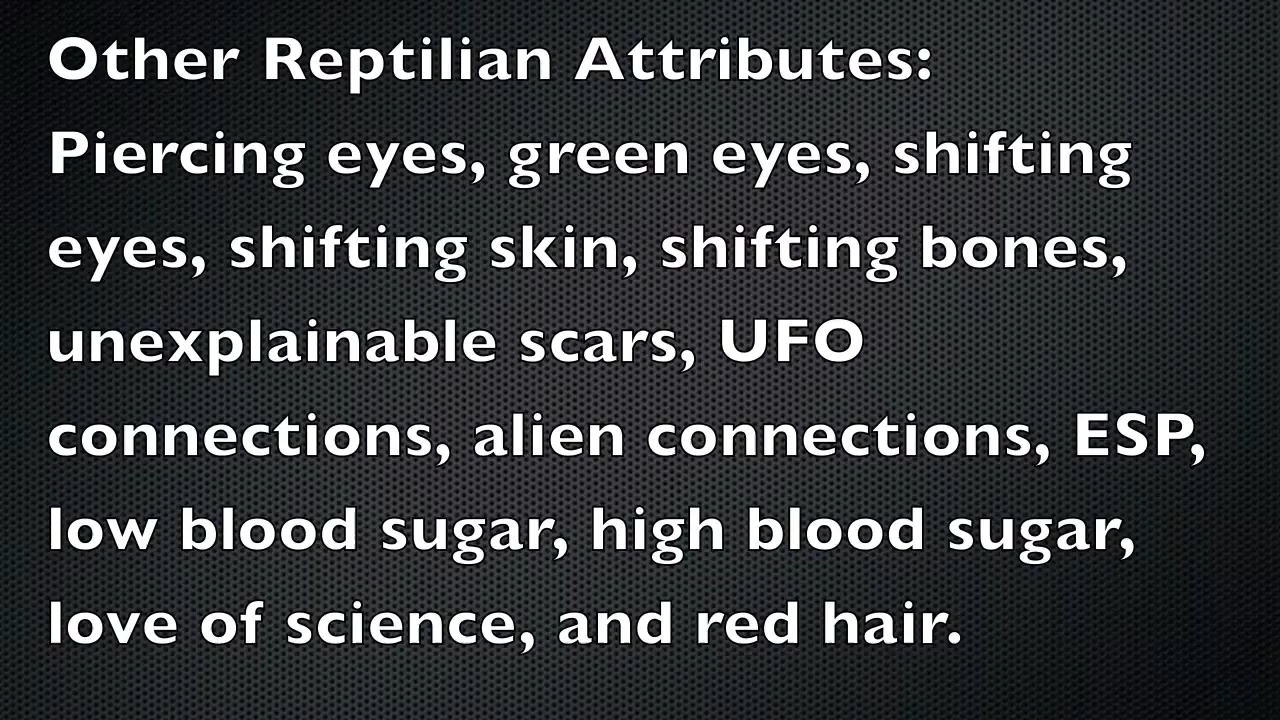 Other Reptilian Attributes:
Piercing eyes, green eyes, shifting
eyes, shifting skin, shifting bones,
unexplainable scars, UFO
connections, alien connections, ESP,
low blood sugar, high blood sugar,
love of science, and red hair.